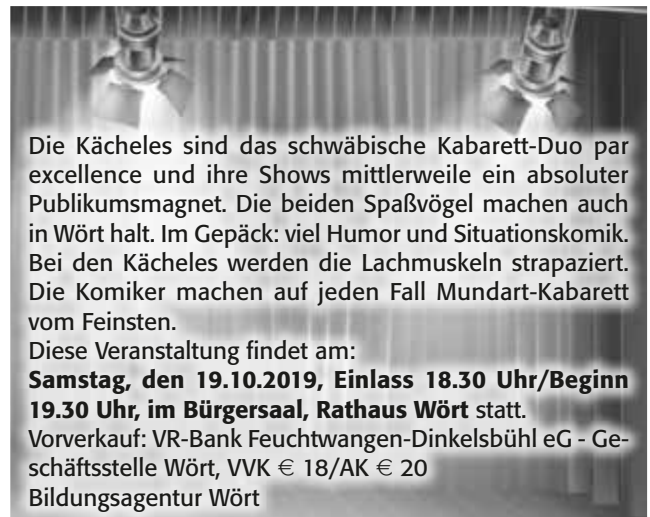 Die Kächeles sind das schwäbische Kabarett-Duo par
excellence und ihre Shows mittlerweile ein absoluter
Publikumsmagnet. Die beiden Spaßvögel machen auch
in Wört halt. Im Gepäck: viel Humor und Situationskomik.
Bei den Kächeles werden die Lachmuskeln strapaziert.
Die Komiker machen auf jeden Fall Mundart-Kabarett
vom Feinsten.
Diese Veranstaltung findet am:
Samstag, den 19.10.2019, Einlass 18.30 Uhr/Beginn
19.30 Uhr, im Bürgersaal, Rathaus Wört statt.
Vorverkauf: VR-Bank Feuchtwangen-Dinkelsbühl eG - Ge-
schäftsstelle Wört, VVK € 18/AK € 20
Bildungsagentur Wört